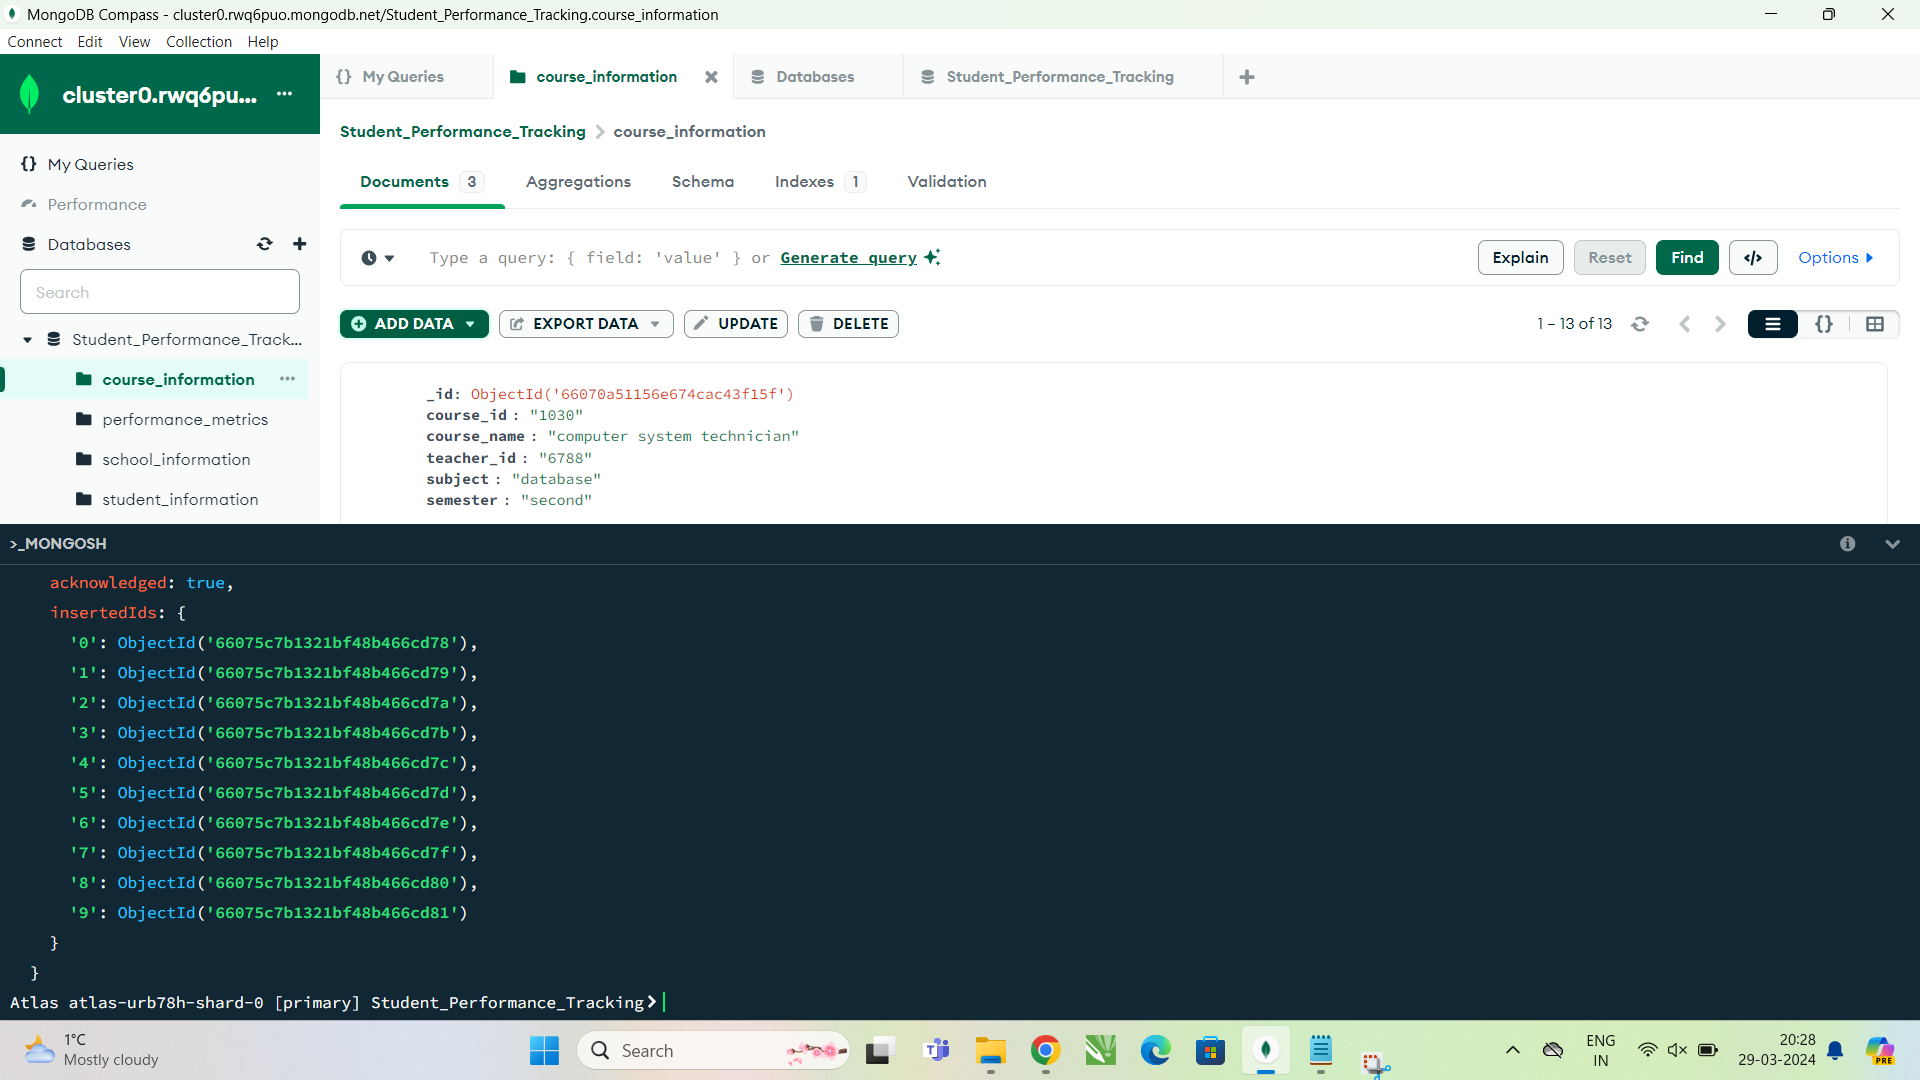 MongoDB Compass - cluster0.rwq6puo.mongodb.net/Student_Performance_Tracking.course_information
Connect Edit View Collection Help
cluster0.rwq6pu... ···
My Queries
Performance
Databases
Search
Student_Performance_Track...
course_information ···
performance_metrics
school_information
student_information
{} My Queries
course_information
Databases
Student_Performance_Tracking
Student_Performance_Tracking > course_information
Documents 3 Aggregations Schema Indexes 1 Validation
Type a query: { field: 'value' } or Generate query
Explain Reset Find </> Options
ADD DATA EXPORT DATA UPDATE DELETE
1 – 13 of 13 {}
_id: ObjectId('66070a51156e674cac43f15f')
course_id : "1030"
course_name : "computer system technician"
teacher_id : "6788"
subject : "database"
semester : "second"
>_MONGOSH
acknowledged: true,
insertedIds: {
'0': ObjectId('66075c7b1321bf48b466cd78'),
'1': ObjectId('66075c7b1321bf48b466cd79'),
'2': ObjectId('66075c7b1321bf48b466cd7a'),
'3': ObjectId('66075c7b1321bf48b466cd7b'),
'4': ObjectId('66075c7b1321bf48b466cd7c'),
'5': ObjectId('66075c7b1321bf48b466cd7d'),
'6': ObjectId('66075c7b1321bf48b466cd7e'),
'7': ObjectId('66075c7b1321bf48b466cd7f'),
'8': ObjectId('66075c7b1321bf48b466cd80'),
'9': ObjectId('66075c7b1321bf48b466cd81')
}
}
Atlas atlas-urb78h-shard-0 [primary] Student_Performance_Tracking>
1°C
Mostly cloudy
Search
ENG
IN
20:28
29-03-2024
PRE